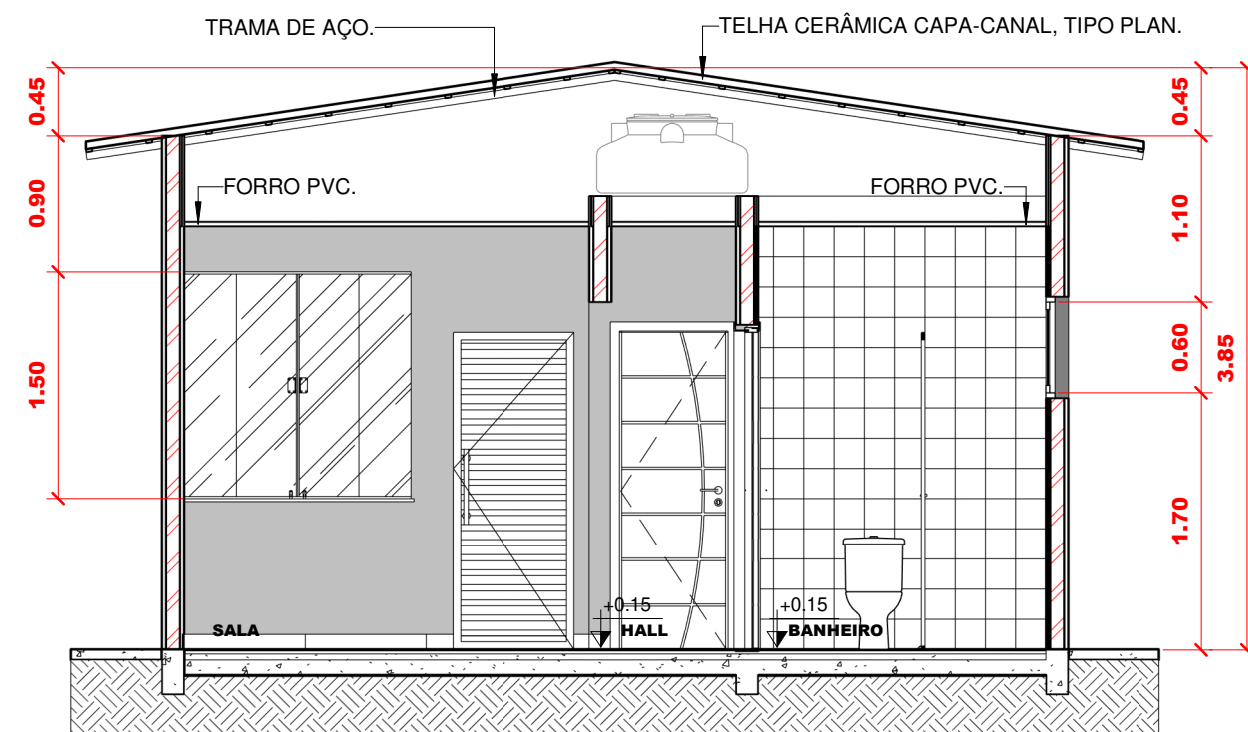 TRAMA DE AÇO.
TELHA CERÂMICA CAPA-CANAL, TIPO PLAN.
0.45
0.45
FORRO PVC.
FORRO PVC.
0.90
1.10
1.50
0.60
3.85
1.70
+0.15
+0.15
SALA
HALL
BANHEIRO